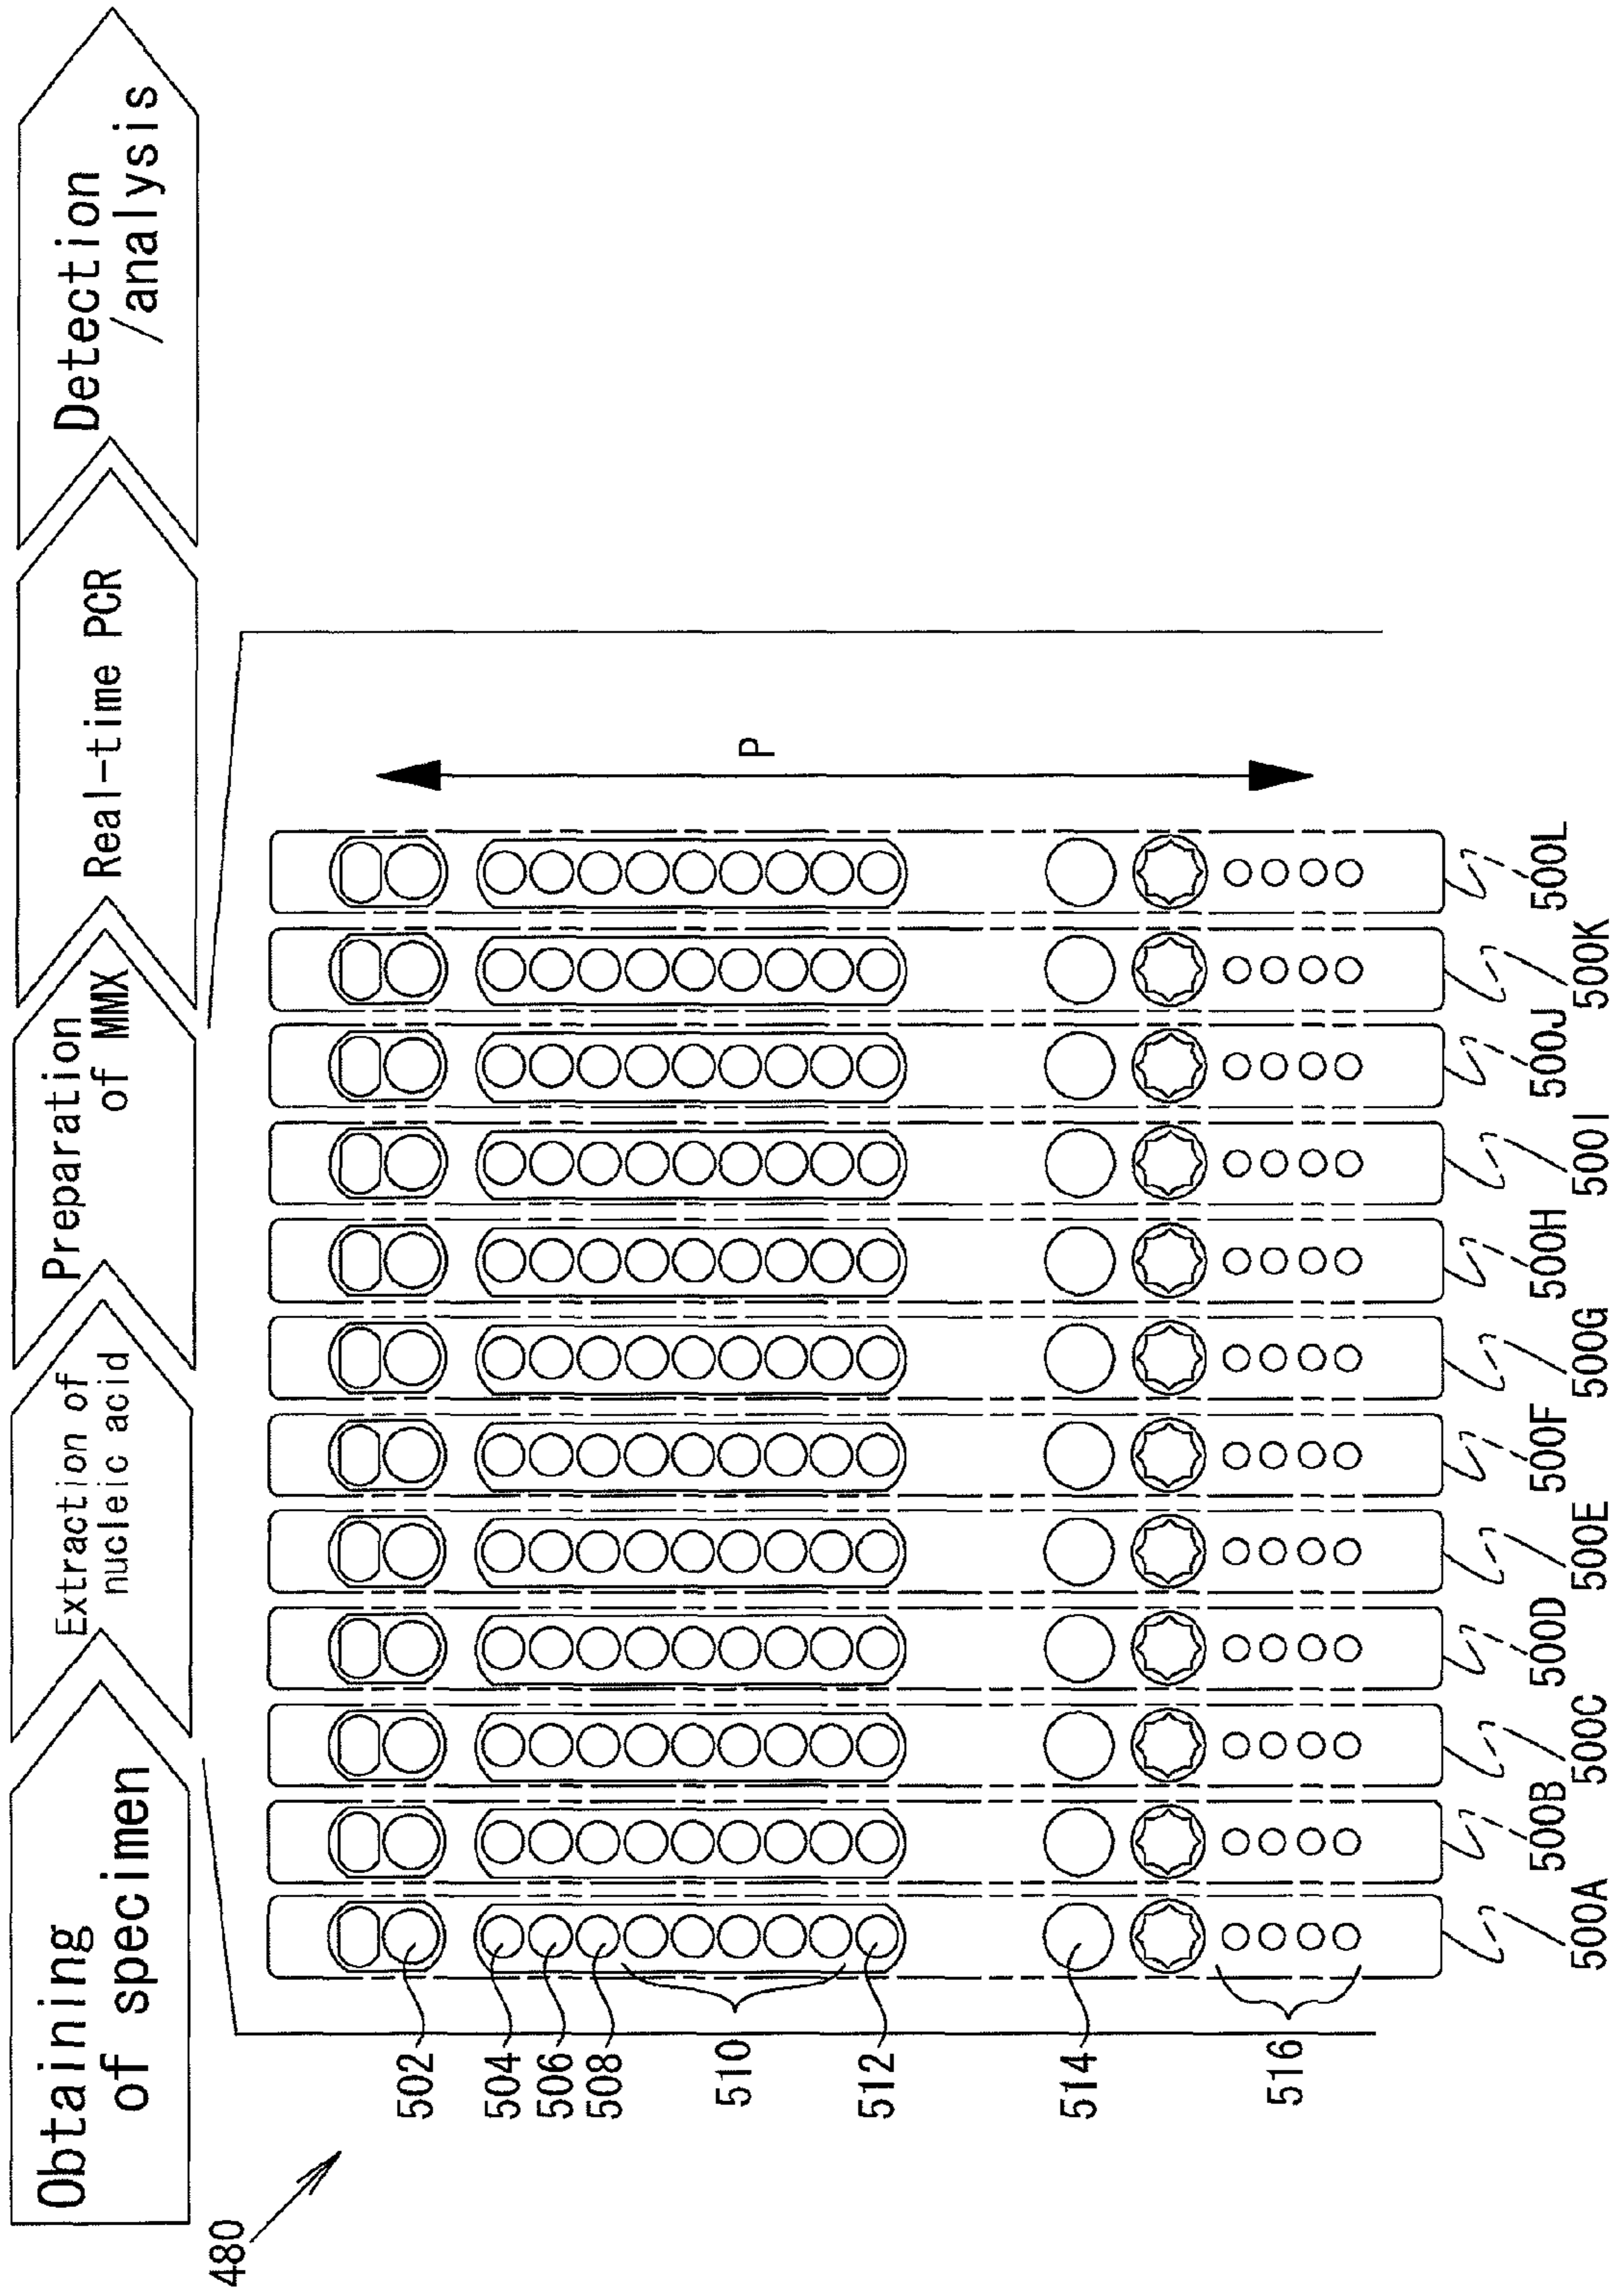 Obtaining
of specimen
Extraction of
nucleic acid
Preparation
of MMX
Real-time PCR
Detection
/analysis
480
502
504
506
508
510
512
514
516
P
500A
500B
500C
500D
500E
500F
500G
500H
500I
500J
500K
500L